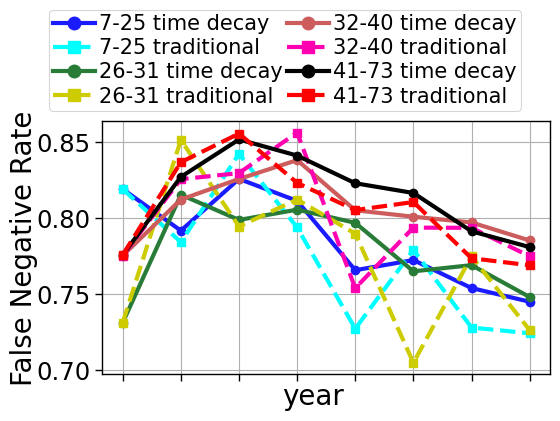 7-25 time decay
32-40 time decay
7-25 traditional
32-40 traditional
26-31 time decay
41-73 time decay
26-31 traditional
41-73 traditional
False Negative Rate
0.85
0.80
0.75
0.70
year